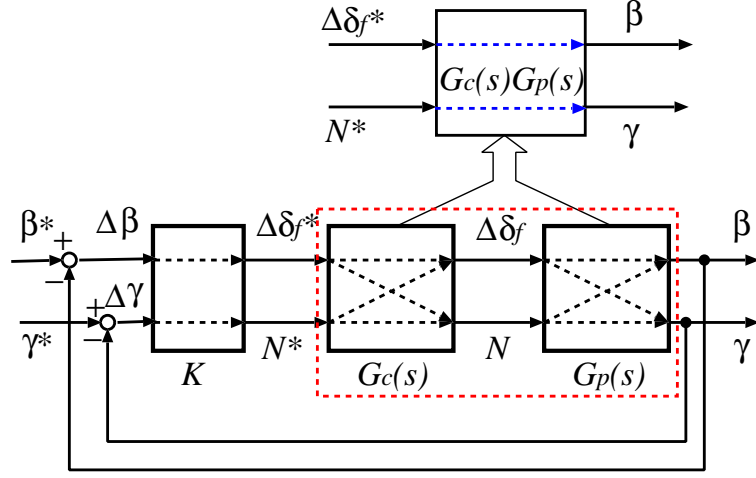 Δδf* β
Gc(s)Gp(s)
N* γ
β* + Δβ Δδf* Δδf β
− + Δγ
γ* − N* N γ
K Gc(s) Gp(s)